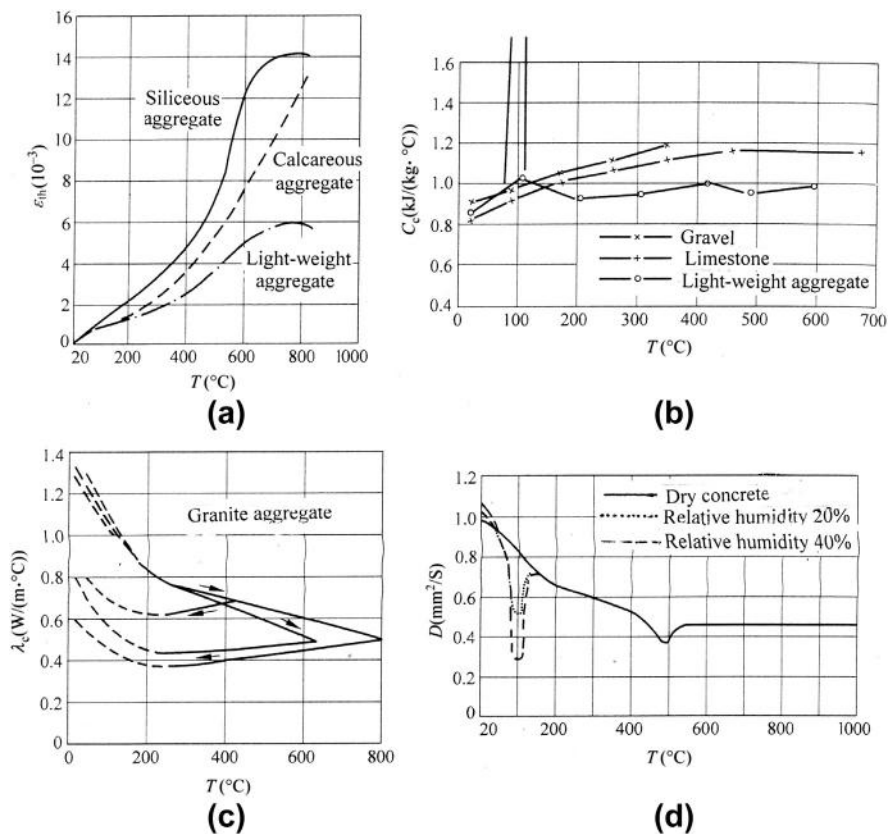 16
14
12
10
8
6
4
2
0
ε_th(10⁻³)
Siliceous
aggregate
Calcareous
aggregate
Light-weight
aggregate
20 200 400 600 800 1000
T(°C)
(a)
1.6
1.4
1.2
1.0
0.8
0.6
0.4
C_c(kJ/(kg·°C))
Gravel
Limestone
Light-weight aggregate
0 100 200 300 400 500 600 700
T(°C)
(b)
1.4
1.2
1.0
0.8
0.6
0.4
0.2
0.0
λ_c(W/(m·°C))
Granite aggregate
0 200 400 600 800
T(°C)
(c)
1.2
1.0
0.8
0.6
0.4
0.2
0
D(mm²/S)
Dry concrete
Relative humidity 20%
Relative humidity 40%
20 200 400 600 800 1000
T(°C)
(d)